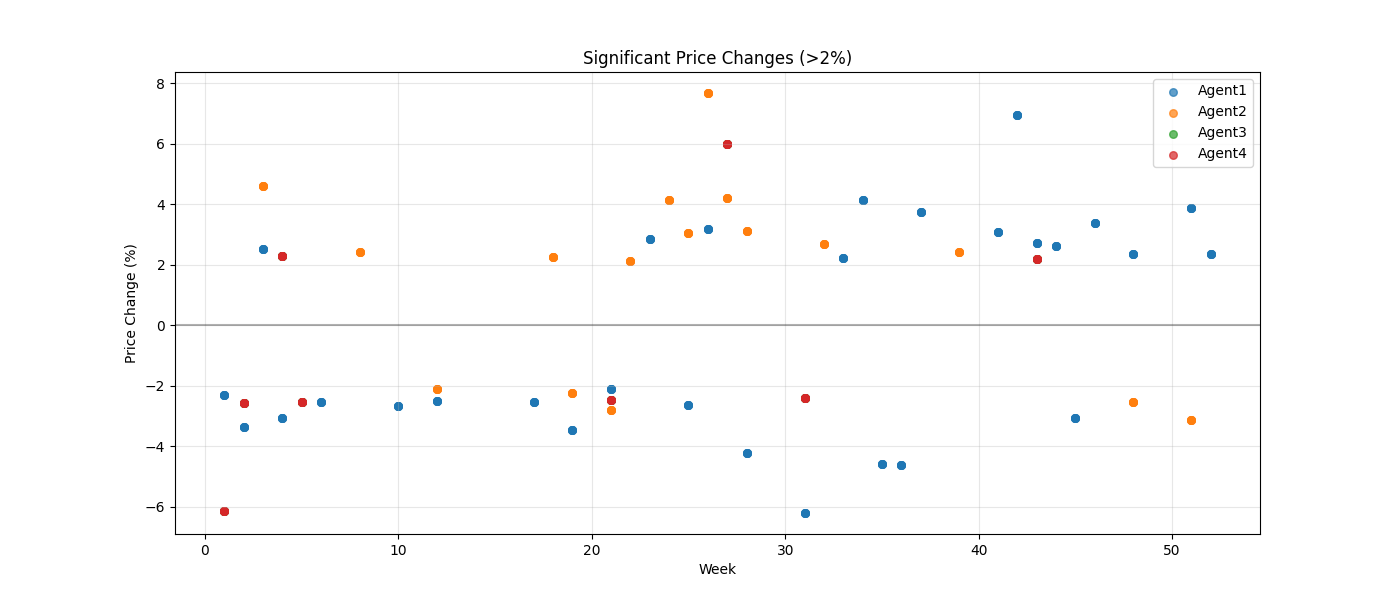 Significant Price Changes (>2%)
Agent1
Agent2
Agent3
Agent4
Price Change (%)
8
6
4
2
0
−2
−4
−6
0 10 20 30 40 50
Week